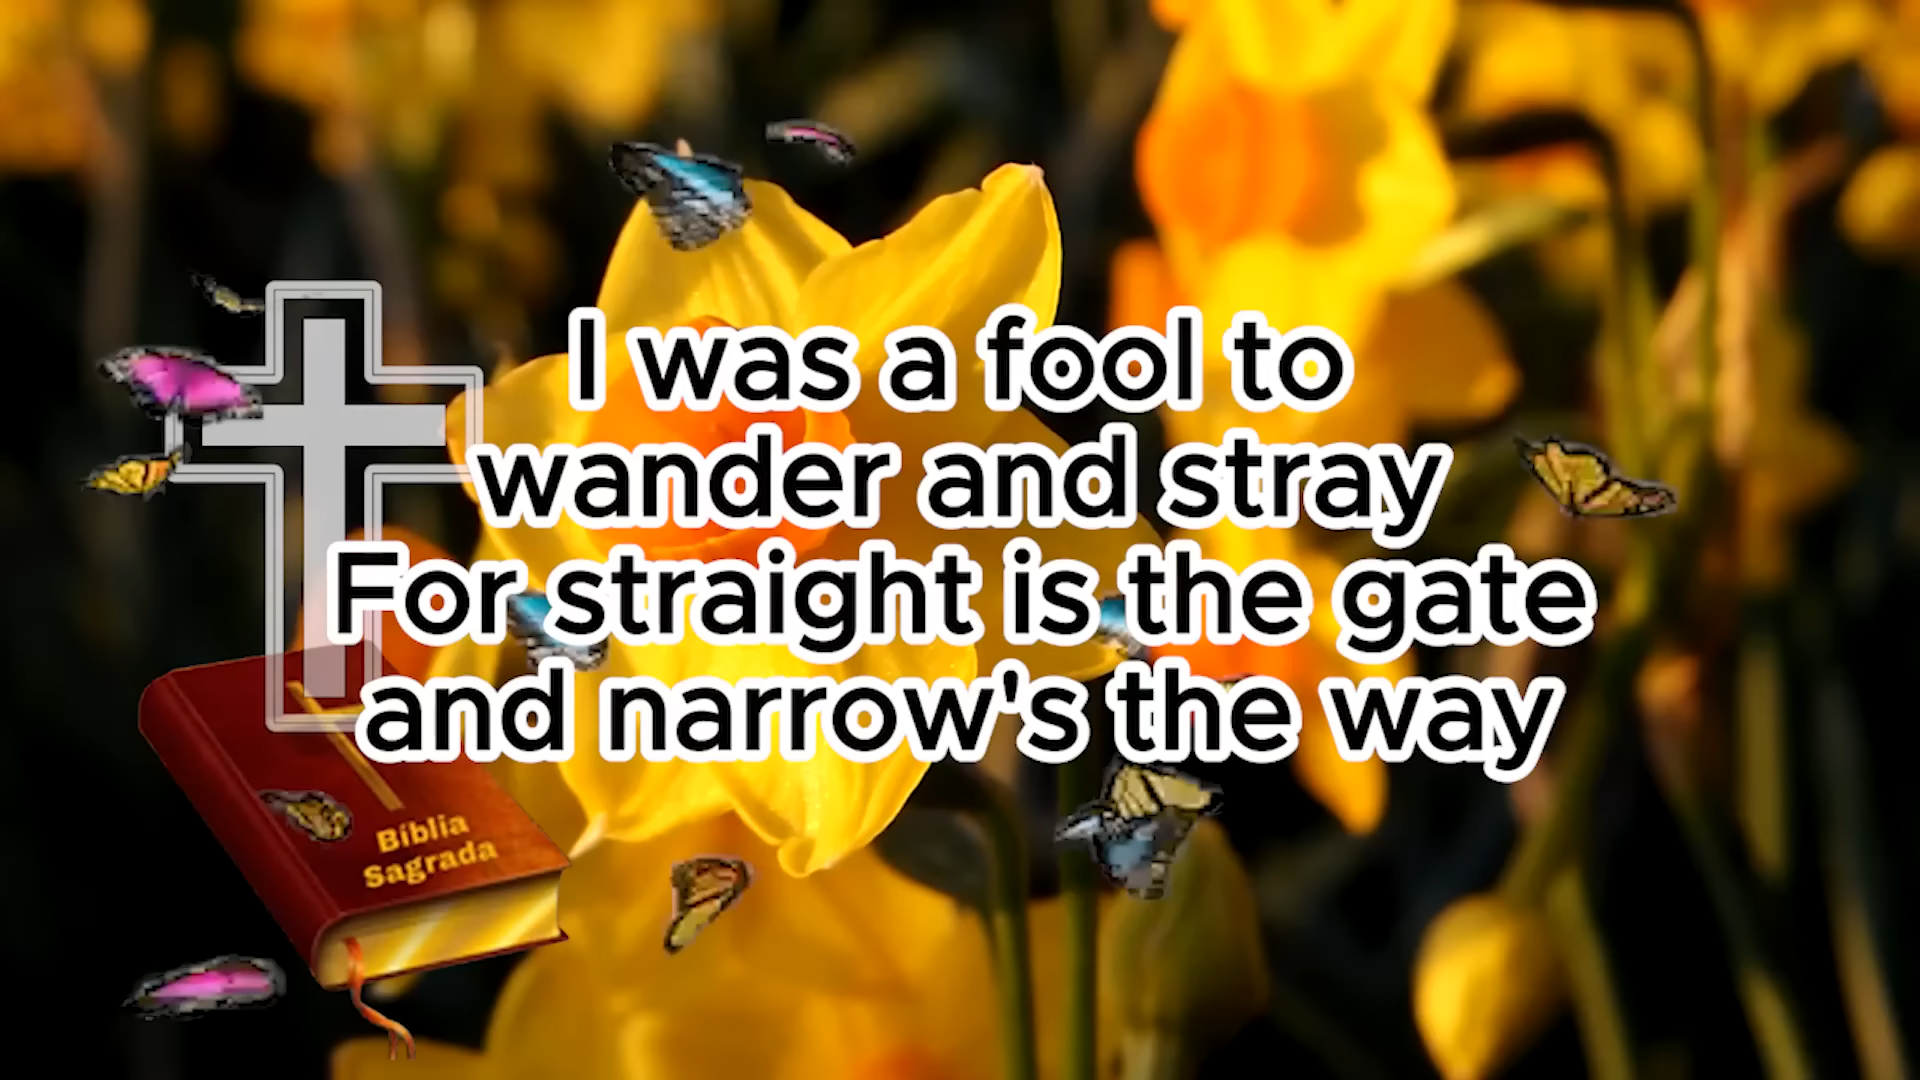 I was a fool to
wander and stray
For straight is the gate
and narrow's the way
Bíblia
Sagrada